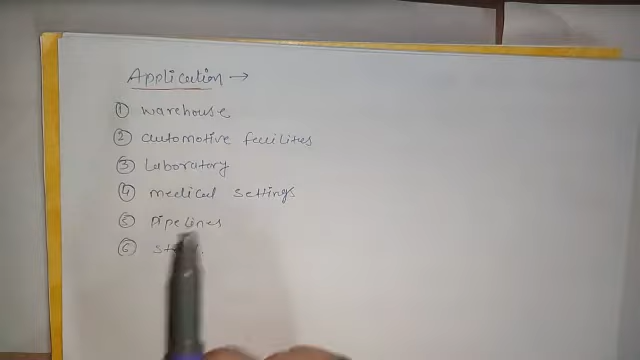 Application →
① warehouse
② automotive facilities
③ Laboratory
④ medical settings
⑤ Pipelines
⑥